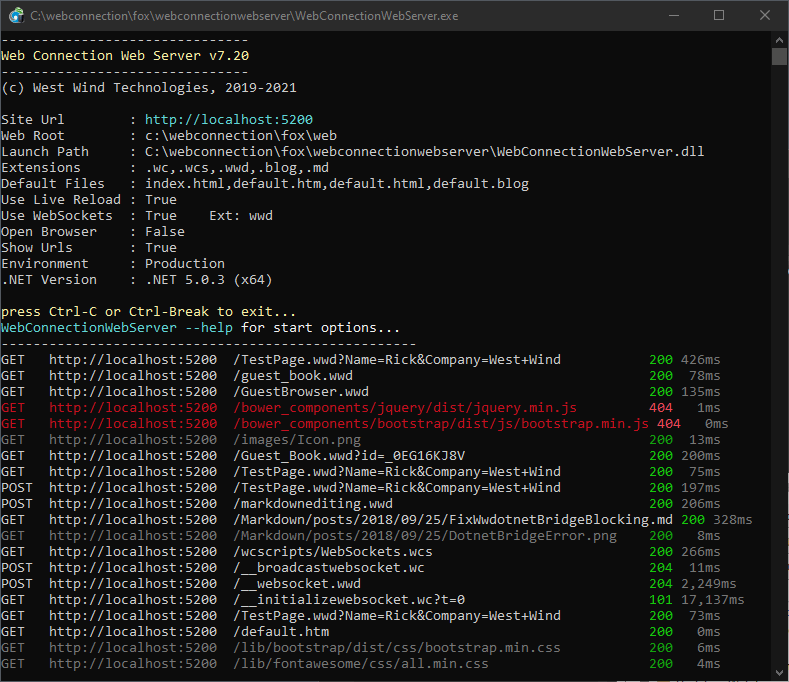 C:\webconnection\fox\webconnectionwebserver\WebConnectionWebServer.exe
-------------------------------
Web Connection Web Server v7.20
-------------------------------
(c) West Wind Technologies, 2019-2021
Site Url        : http://localhost:5200
Web Root        : c:\webconnection\fox\web
Launch Path     : C:\webconnection\fox\webconnectionwebserver\WebConnectionWebServer.dll
Extensions      : .wc,.wcs,.wwd,.blog,.md
Default Files   : index.html,default.htm,default.html,default.blog
Use Live Reload : True
Use WebSockets  : True    Ext: wwd
Open Browser    : False
Show Urls       : True
Environment     : Production
.NET Version    : .NET 5.0.3 (x64)
press Ctrl-C or Ctrl-Break to exit...
WebConnectionWebServer --help for start options...
----------------------------------------------------
GET   http://localhost:5200  /TestPage.wwd?Name=Rick&Company=West+Wind           200 426ms
GET   http://localhost:5200  /guest_book.wwd                                     200  78ms
GET   http://localhost:5200  /GuestBrowser.wwd                                   200 135ms
GET   http://localhost:5200  /bower_components/jquery/dist/jquery.min.js         404   1ms
GET   http://localhost:5200  /bower_components/bootstrap/dist/js/bootstrap.min.js 404   0ms
GET   http://localhost:5200  /images/Icon.png                                    200  13ms
GET   http://localhost:5200  /Guest_Book.wwd?id=_0EG16KJ8V                       200 200ms
GET   http://localhost:5200  /TestPage.wwd?Name=Rick&Company=West+Wind           200  75ms
POST  http://localhost:5200  /TestPage.wwd?Name=Rick&Company=West+Wind           200 197ms
POST  http://localhost:5200  /markdownediting.wwd                                200 206ms
GET   http://localhost:5200  /Markdown/posts/2018/09/25/FixWwdotnetBridgeBlocking.md 200 328ms
GET   http://localhost:5200  /Markdown/posts/2018/09/25/DotnetBridgeError.png    200   8ms
GET   http://localhost:5200  /wcscripts/WebSockets.wcs                           200 266ms
POST  http://localhost:5200  /__broadcastwebsocket.wc                            204  11ms
POST  http://localhost:5200  /__websocket.wwd                                    204 2,249ms
GET   http://localhost:5200  /__initializewebsocket.wc?t=0                       101 17,137ms
GET   http://localhost:5200  /TestPage.wwd?Name=Rick&Company=West+Wind           200  73ms
GET   http://localhost:5200  /default.htm                                        200   0ms
GET   http://localhost:5200  /lib/bootstrap/dist/css/bootstrap.min.css           200   6ms
GET   http://localhost:5200  /lib/fontawesome/css/all.min.css                    200   4ms